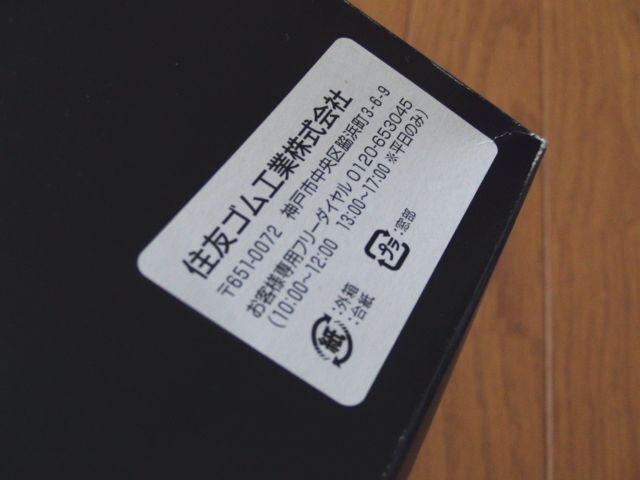 住友ゴム工業株式会社
〒651-0072 神戸市中央区脇浜町3-6-9
お客様専用フリーダイヤル 0120-653045
(10:00~12:00 13:00~17:00 ※平日のみ)
紙 :外箱
:台紙
プラ :窓部